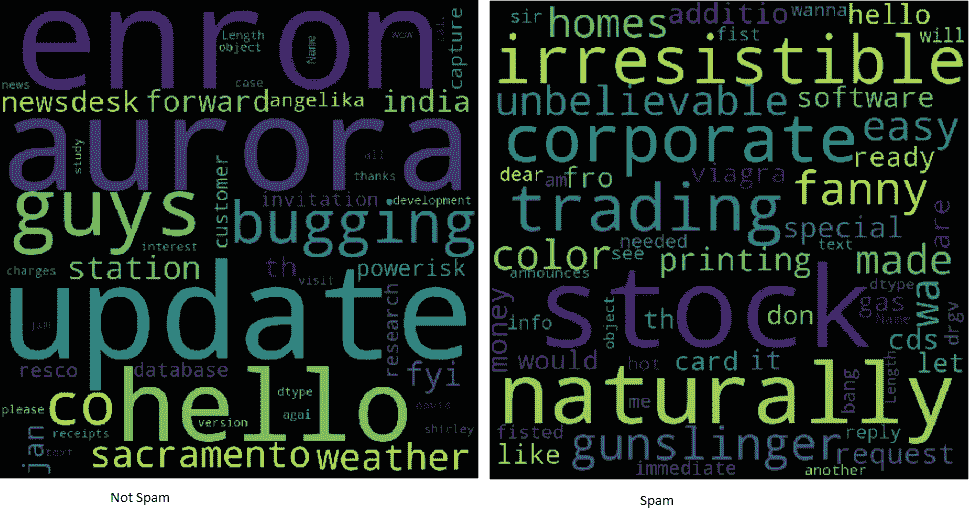 enron
Length
object
Name
wow
capture
news
case
newsdesk forward angelika india
aurora
study
all
thanks
guys
customer
invitation
development
bugging
interest
station
th
powerisk
charges
visit
update
research
resco
database
fyi
hello
dtype
agai
please
co
version
receipts
shirley
jan
text
sacramento weather
Not Spam
sir
homes
additio
wanna
hello
fist
will
irresistible
unbelievable
software
corporate
easy
ready
dear
am
fro
viagra
fanny
trading
special
are
color
needed
see
text
printing
made
announces
stock
dtype
gas
Name
wa
money
info
object
th
don
cds
drgv
would
hot
card it
let
naturally
me
bang
Length
fisted
gunslinger
reply
like
request
immediate
another
Spam